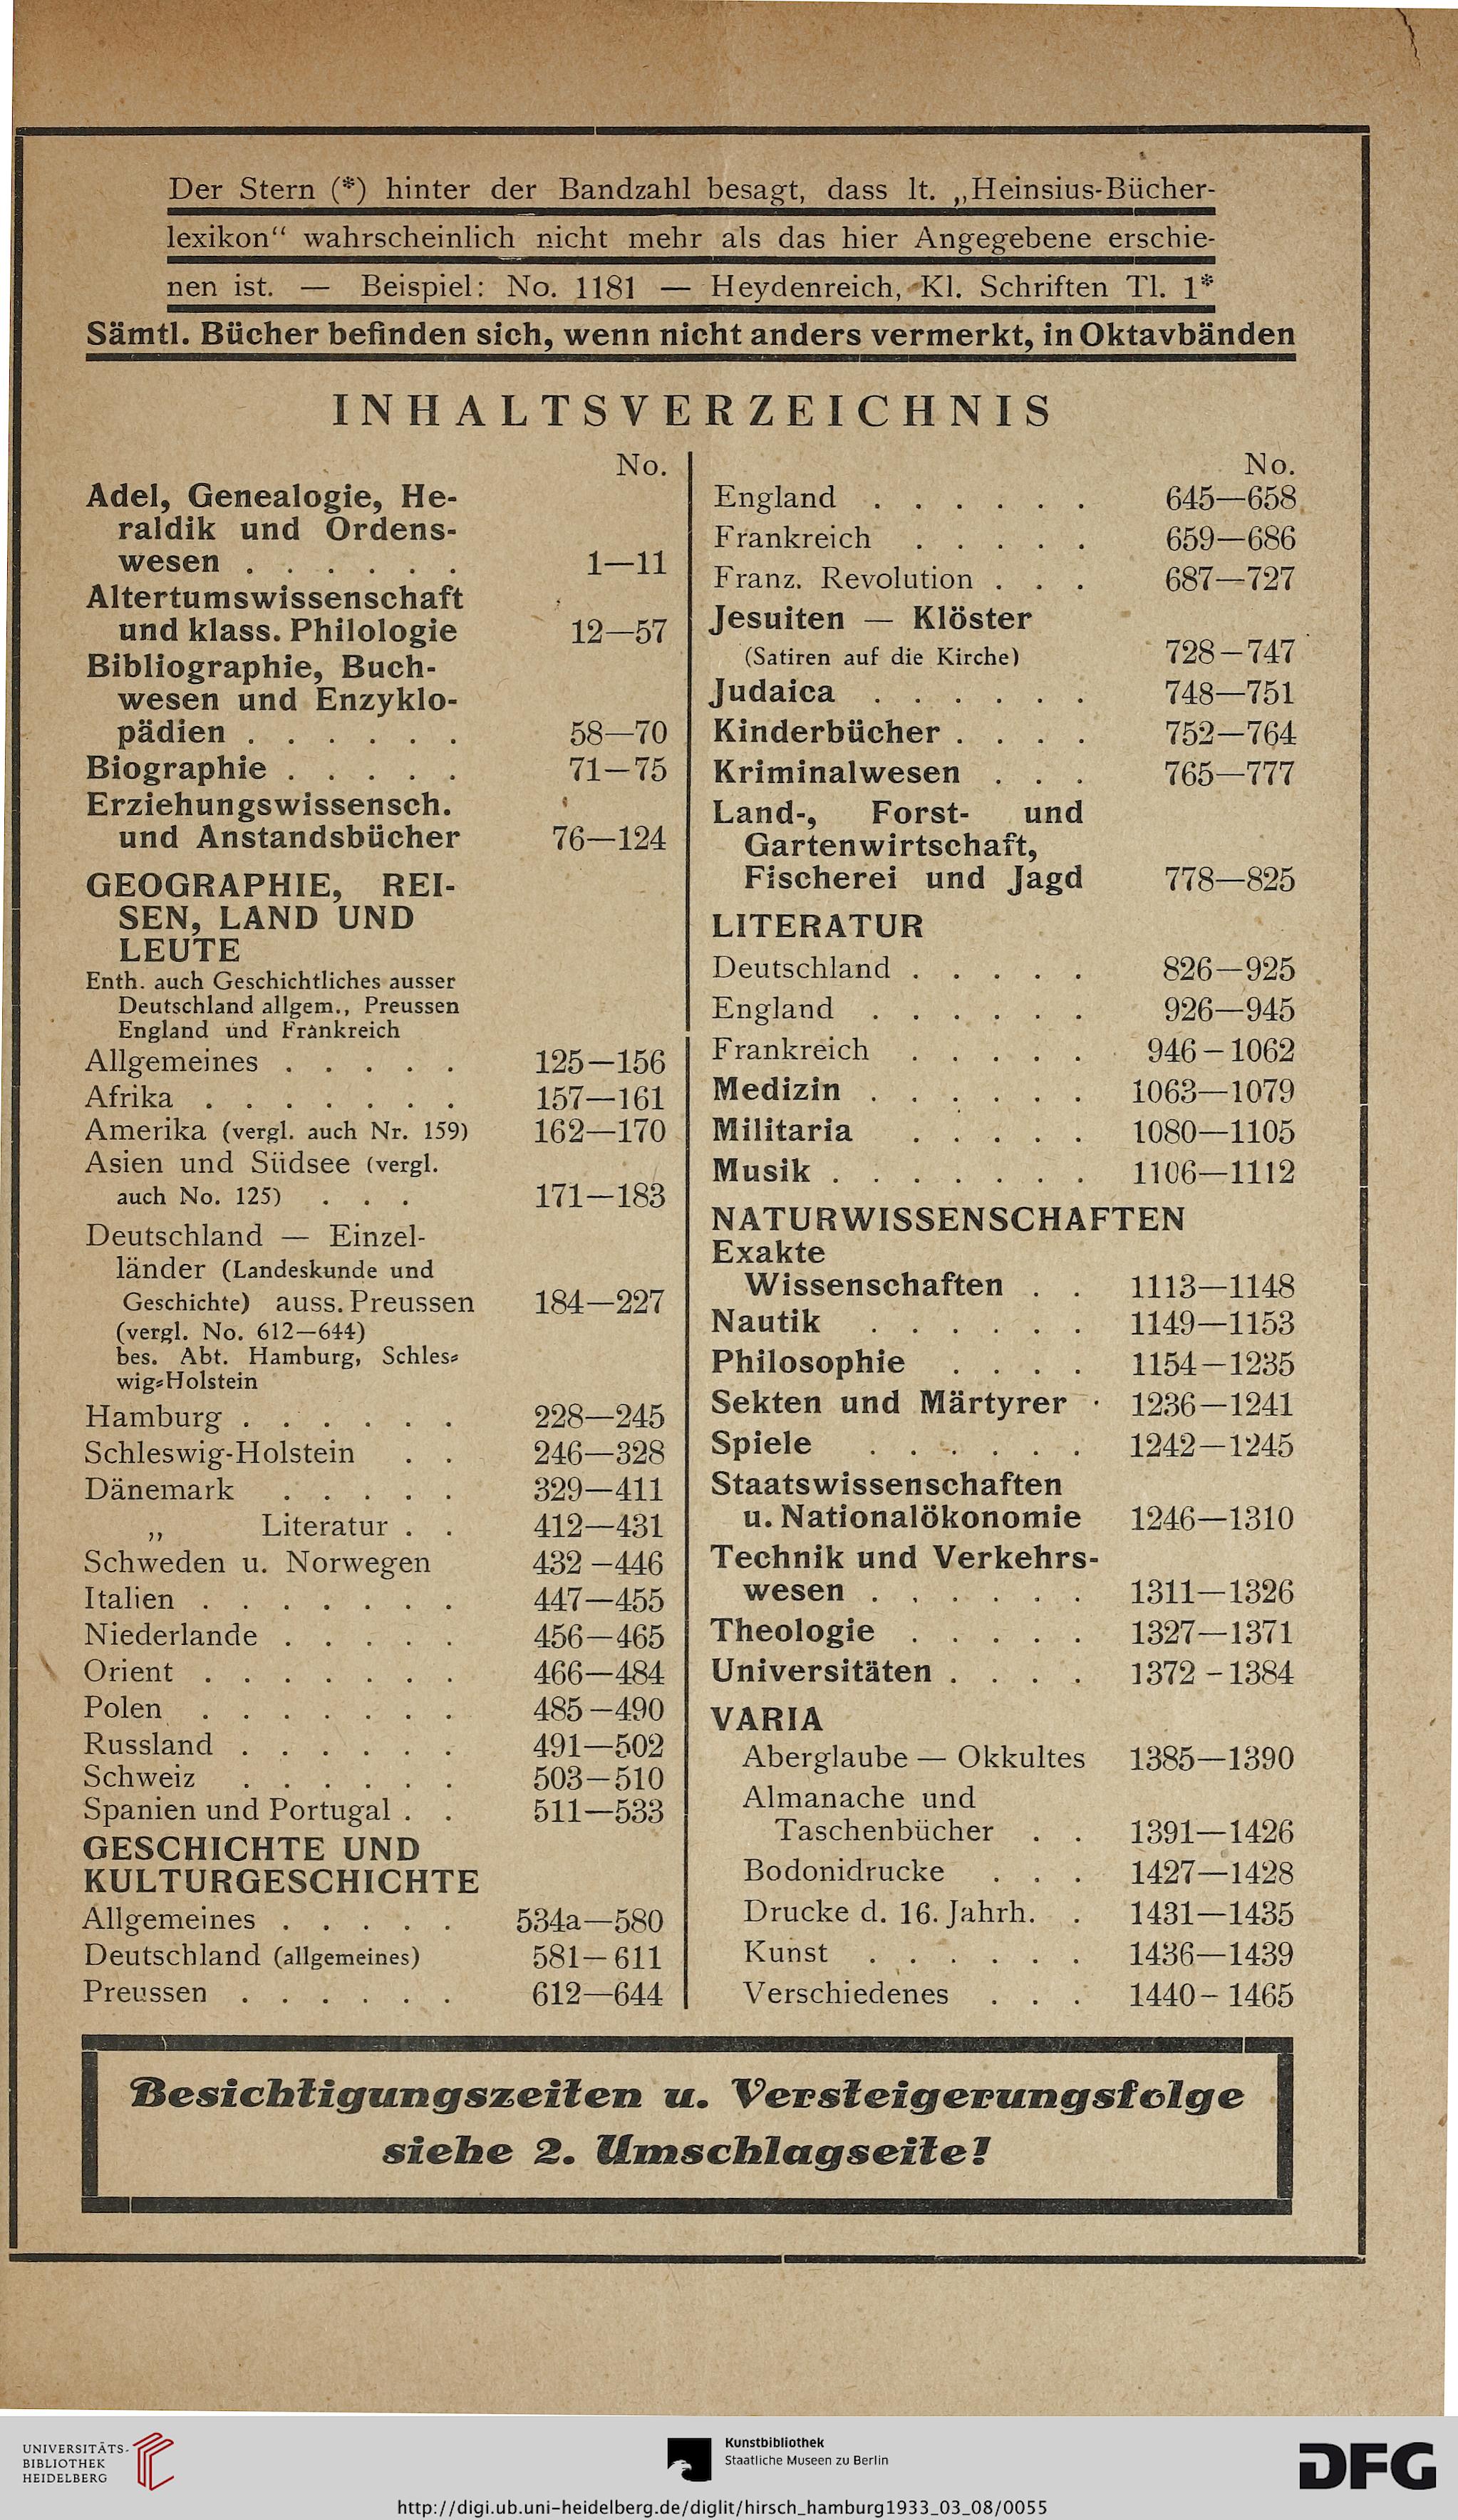 Der Stern (*) hinter der Bandzahl besagt, dass lt. „Heinsius-Bücher-
lexikon“ wahrscheinlich nicht mehr als das hier Angegebene erschie-
nen ist. — Beispiel: No. 1181 — Heydenreich, Kl. Schriften Tl. 1*
Sämtl. Bücher befinden sich, wenn nicht anders vermerkt, in Oktavbänden
INHALTSVERZEICHNIS
No.
Adel, Genealogie, He-
raldik und Ordens-
wesen . . . . . . 1—11
Altertumswissenschaft
und klass. Philologie 12—57
Bibliographie, Buch-
wesen und Enzyklo-
pädien . . . . . . 58—70
Biographie . . . . . 71—75
Erziehungswissensch.
und Anstandsbücher 76—124
GEOGRAPHIE, REI-
SEN, LAND UND
LEUTE
Enth. auch Geschichtliches ausser
Deutschland allgem., Preussen
England und Frankreich
Allgemeines . . . . . 125—156
Afrika . . . . . . . 157—161
Amerika (vergl. auch Nr. 159) 162—170
Asien und Südsee (vergl.
auch No. 125) . . . 171—183
Deutschland — Einzel-
länder (Landeskunde und
Geschichte) auss. Preussen 184—227
(vergl. No. 612—644)
bes. Abt. Hamburg, Schles-
wig-Holstein
Hamburg . . . . . . 228—245
Schleswig-Holstein . . 246—328
Dänemark . . . . . 329—411
„ Literatur . . 412—431
Schweden u. Norwegen 432—446
Italien . . . . . . . 447—455
Niederlande . . . . . 456—465
Orient . . . . . . . 466—484
Polen . . . . . . . 485—490
Russland . . . . . . 491—502
Schweiz . . . . . . 503—510
Spanien und Portugal . . 511—533
GESCHICHTE UND
KULTURGESCHICHTE
Allgemeines . . . . . 534a—580
Deutschland (allgemeines) 581—611
Preussen . . . . . . 612—644
No.
England . . . . . . 645—658
Frankreich . . . . . 659—686
Franz. Revolution . . . 687—727
Jesuiten — Klöster
(Satiren auf die Kirche) 728—747
Judaica . . . . . . 748—751
Kinderbücher . . . . 752—764
Kriminalwesen . . . 765—777
Land-, Forst- und
Gartenwirtschaft,
Fischerei und Jagd 778—825
LITERATUR
Deutschland . . . . . 826—925
England . . . . . . 926—945
Frankreich . . . . . 946—1062
Medizin . . . . . . 1063—1079
Militaria . . . . . 1080—1105
Musik . . . . . . . 1106—1112
NATURWISSENSCHAFTEN
Exakte
Wissenschaften . . 1113—1148
Nautik . . . . . . 1149—1153
Philosophie . . . . 1154—1235
Sekten und Märtyrer · 1236—1241
Spiele . . . . . . 1242—1245
Staatswissenschaften
u. Nationalökonomie 1246—1310
Technik und Verkehrs-
wesen . . . . . . 1311—1326
Theologie . . . . . 1327—1371
Universitäten . . . . 1372—1384
VARIA
Aberglaube — Okkultes 1385—1390
Almanache und
Taschenbücher . . 1391—1426
Bodonidrucke . . . 1427—1428
Drucke d. 16. Jahrh. . 1431—1435
Kunst . . . . . . 1436—1439
Verschiedenes . . . 1440—1465
Besichtigungszeiten u. Versteigerungsfolge
siehe 2. Umschlagseite!
UNIVERSITÄTS-
BIBLIOTHEK
HEIDELBERG
Kunstbibliothek
Staatliche Museen zu Berlin
DFG
http://digi.ub.uni-heidelberg.de/diglit/hirsch_hamburg1933_03_08/0055